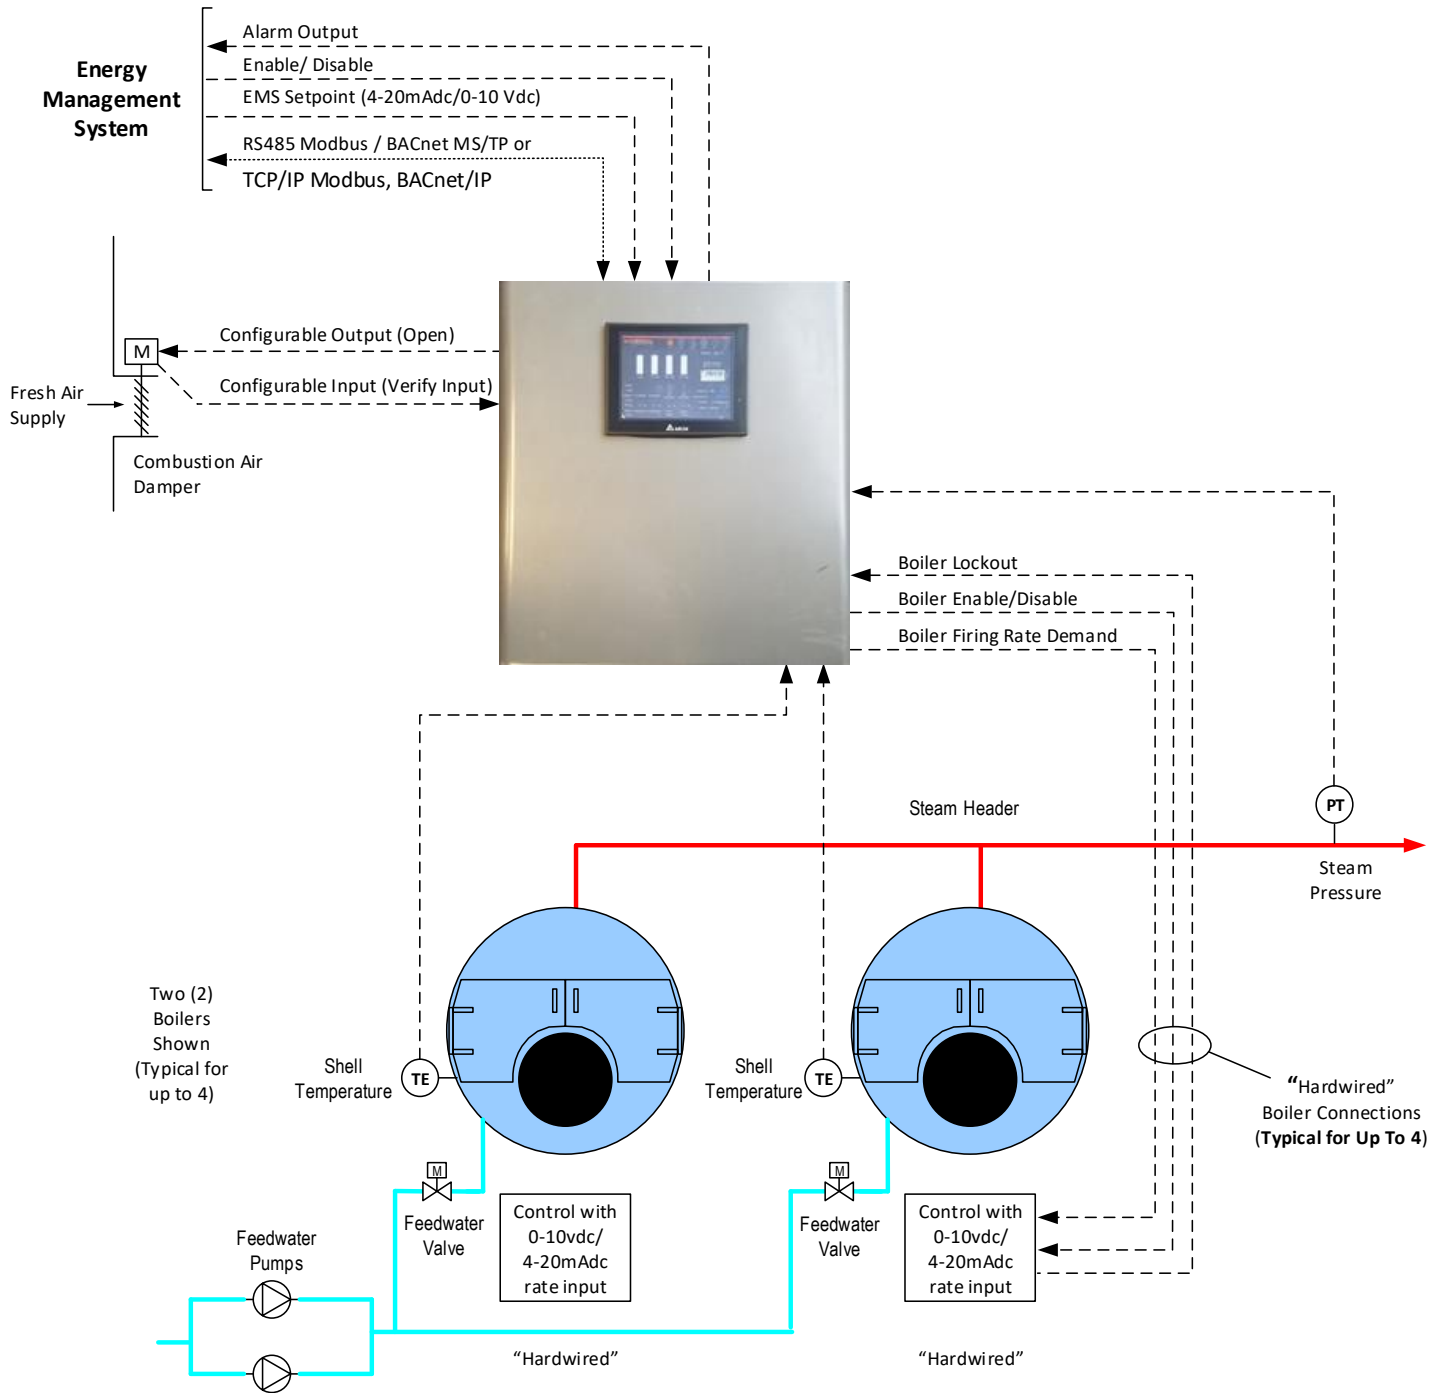 Energy
Management
System
Alarm Output
Enable/ Disable
EMS Setpoint (4-20mAdc/0-10 Vdc)
RS485 Modbus / BACnet MS/TP or
TCP/IP Modbus, BACnet/IP
Configurable Output (Open)
M
Configurable Input (Verify Input)
Fresh Air
Supply
Combustion Air
Damper
Boiler Lockout
Boiler Enable/Disable
Boiler Firing Rate Demand
Steam Header
PT
Steam
Pressure
Two (2)
Boilers
Shown
(Typical for
up to 4)
Shell
Temperature
TE
Shell
Temperature
TE
"Hardwired"
Boiler Connections
(Typical for Up To 4)
M
Feedwater
Valve
Control with
0-10vdc/
4-20mAdc
rate input
M
Feedwater
Valve
Control with
0-10vdc/
4-20mAdc
rate input
Feedwater
Pumps
“Hardwired”
“Hardwired”